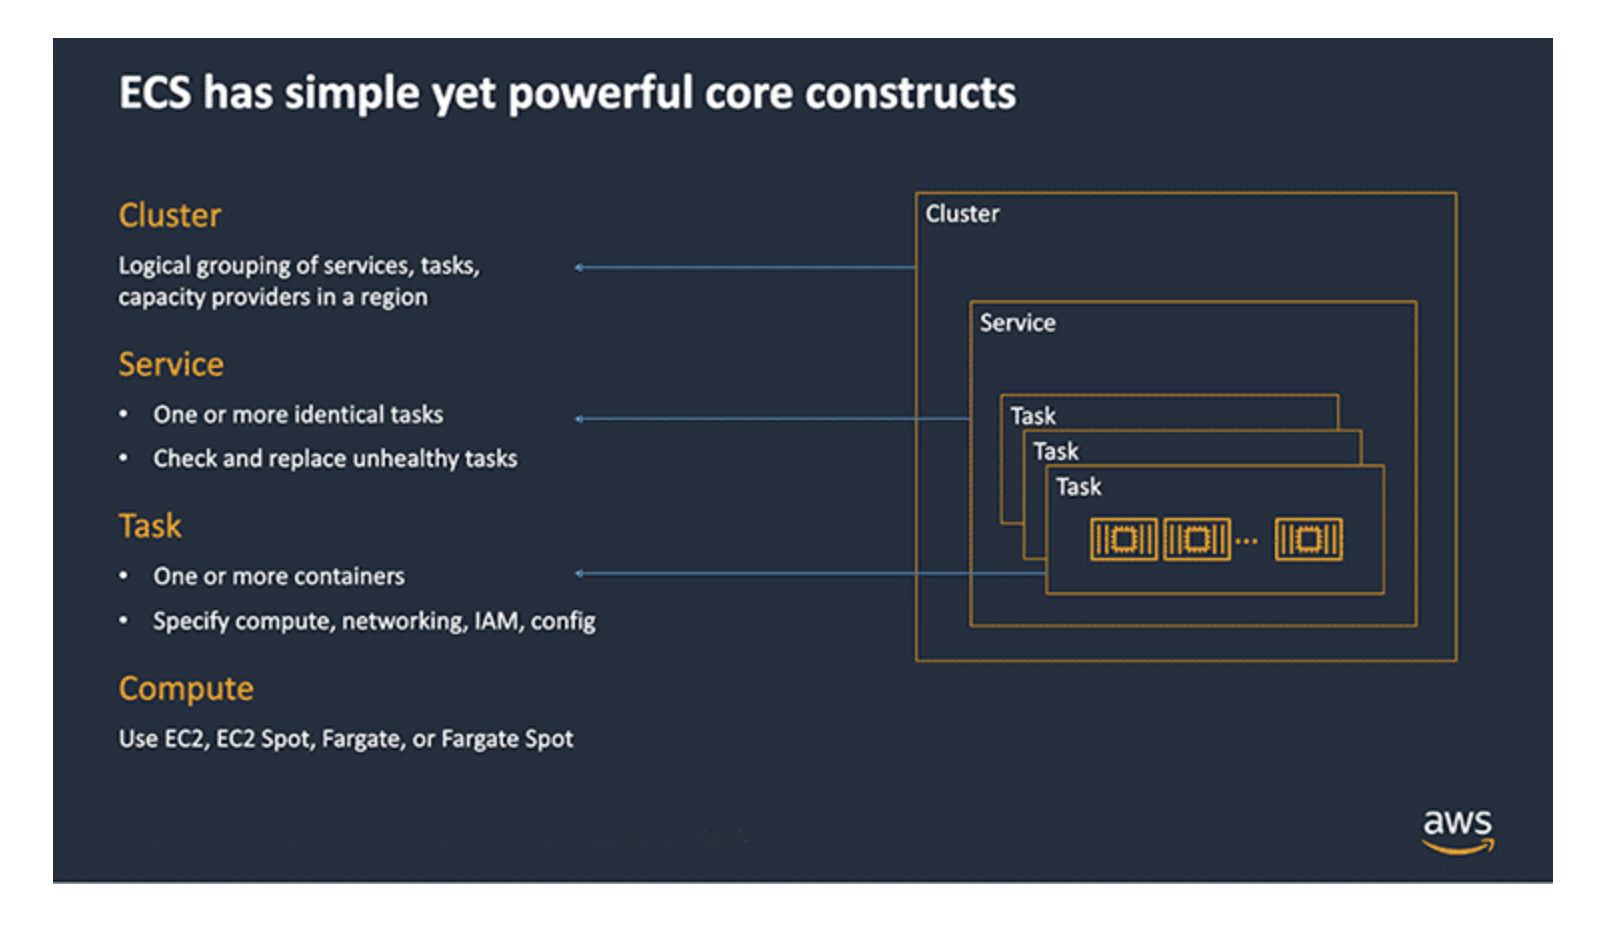 ECS has simple yet powerful core constructs
Cluster
Logical grouping of services, tasks,
capacity providers in a region
Service
• One or more identical tasks
• Check and replace unhealthy tasks
Task
• One or more containers
• Specify compute, networking, IAM, config
Compute
Use EC2, EC2 Spot, Fargate, or Fargate Spot
Cluster
Service
Task
Task
Task
...
aws